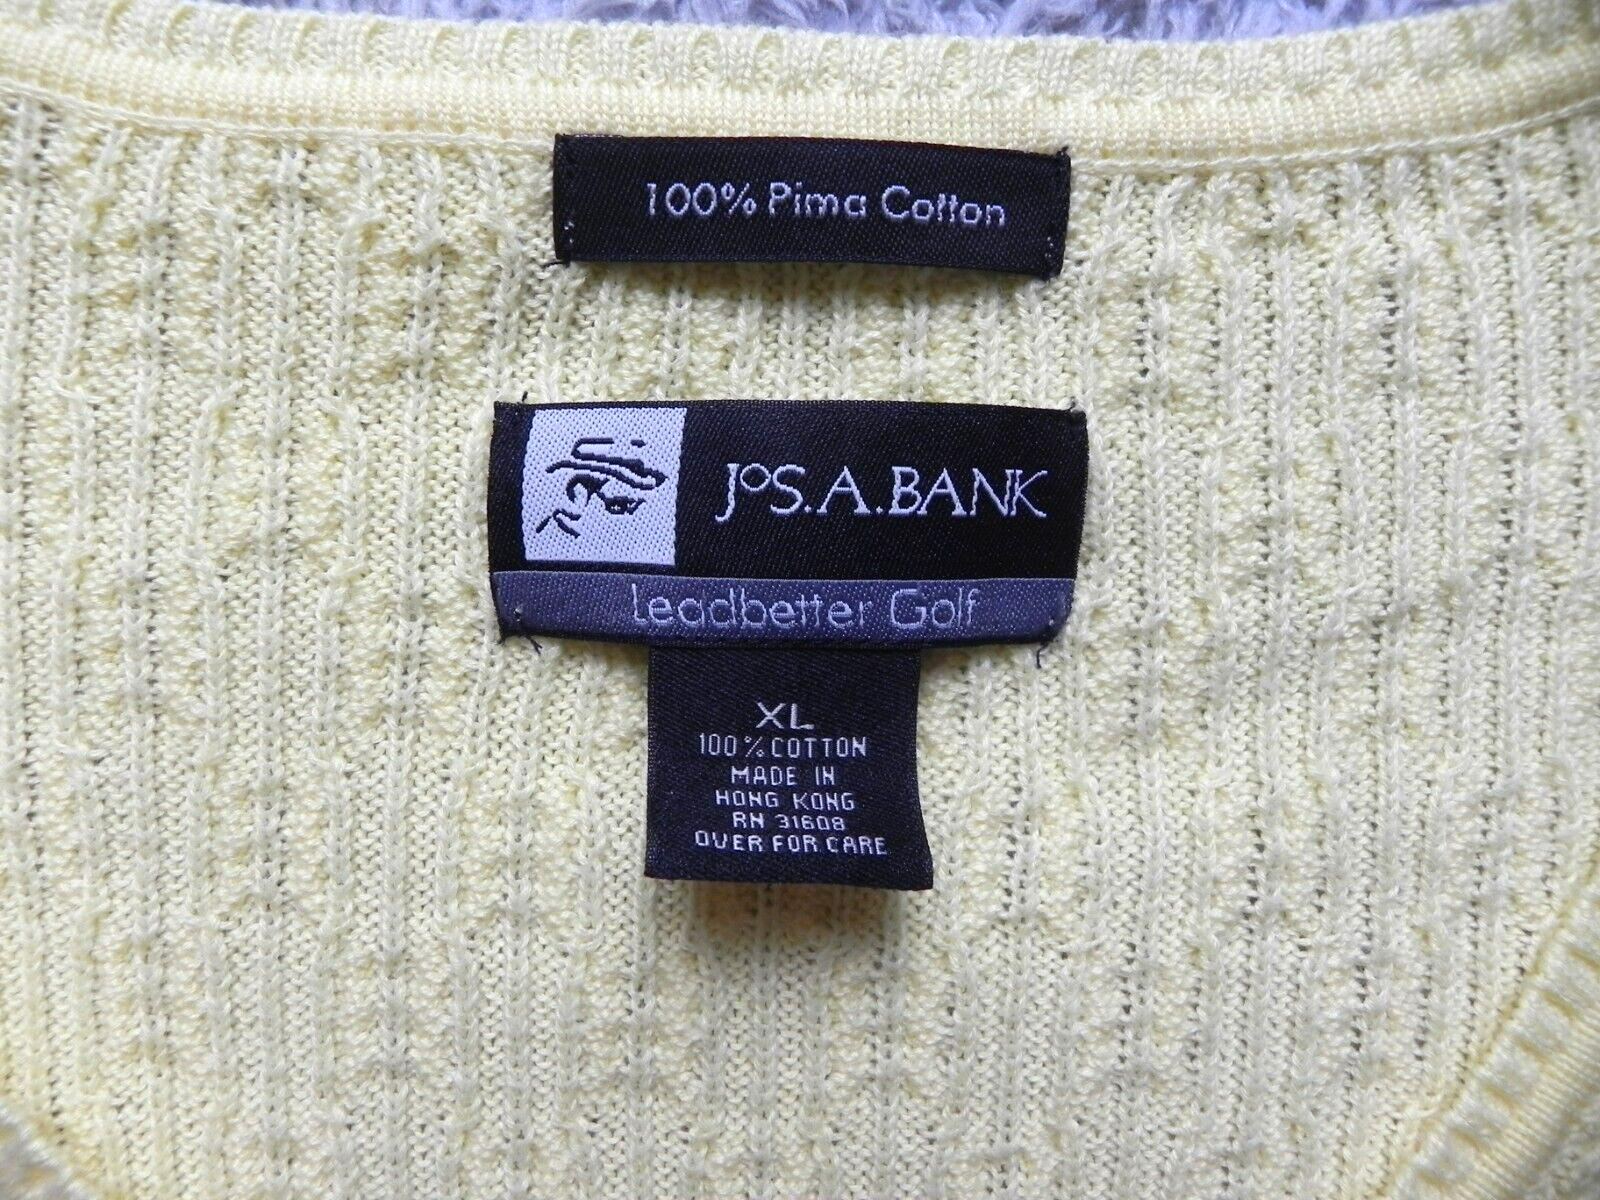 100% Pima Cotton
JoS.A.BANK
Leadbetter Golf
XL
100% COTTON
MADE IN
HONG KONG
RN 31608
OVER FOR CARE